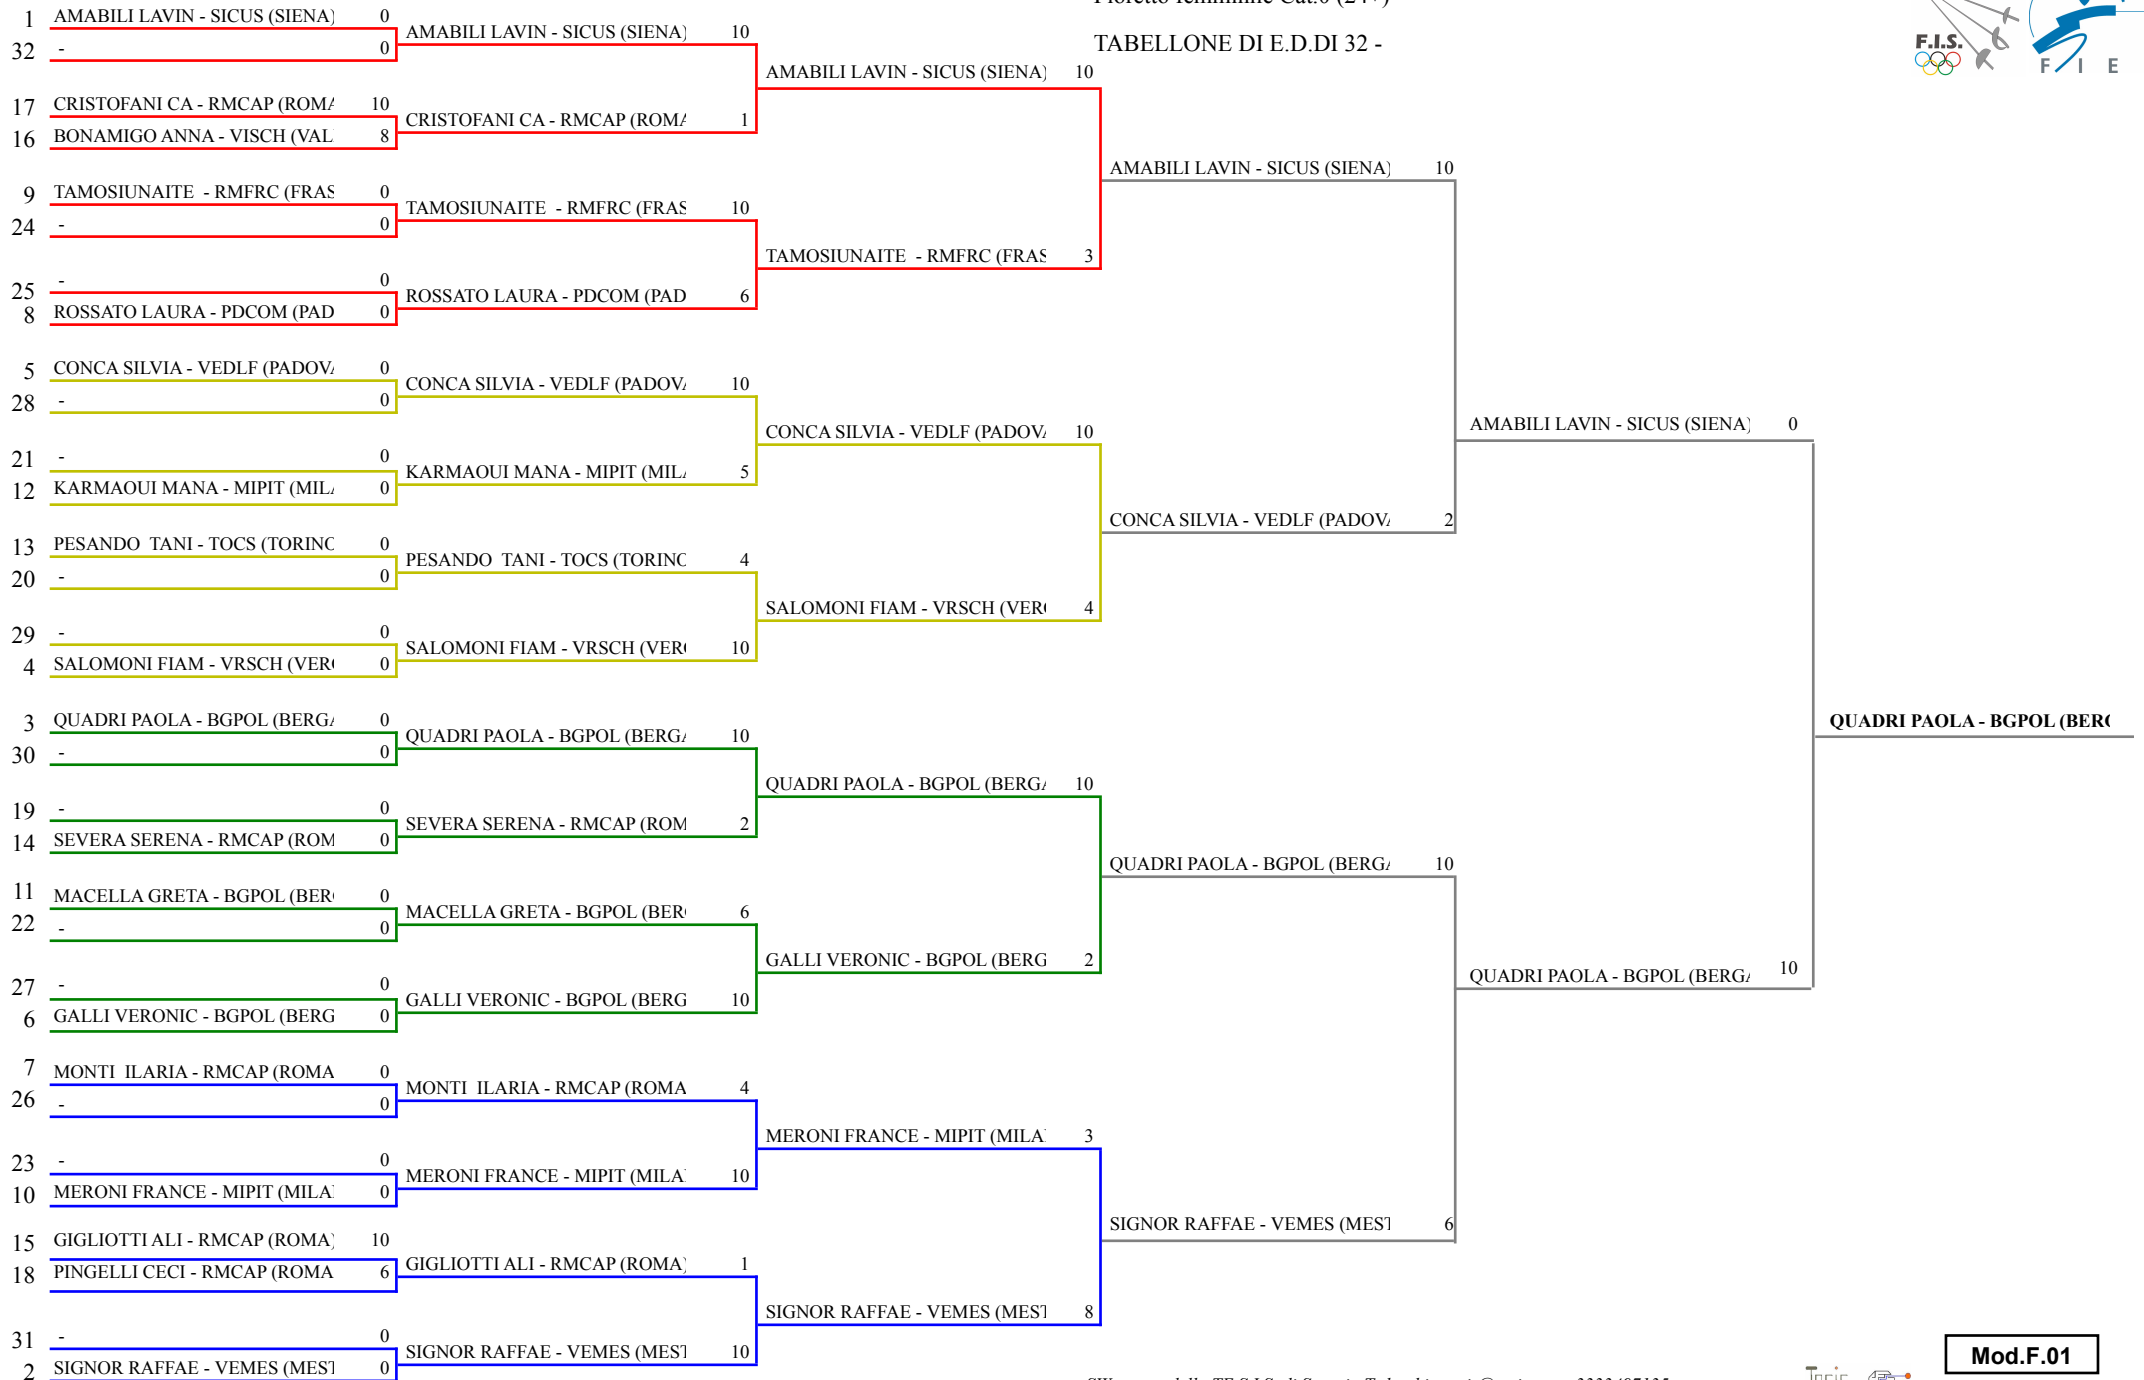 TABELLONE DI E.D.DI 32 -
F.I.S.
F I E
1 AMABILI LAVIN - SICUS (SIENA) 0
32 - 0
AMABILI LAVIN - SICUS (SIENA) 10
17 CRISTOFANI CA - RMCAP (ROMA 10
16 BONAMIGO ANNA - VISCH (VAL 8
CRISTOFANI CA - RMCAP (ROMA 1
9 TAMOSIUNAITE - RMFRC (FRAS 0
24 - 0
TAMOSIUNAITE - RMFRC (FRAS 10
25 - 0
8 ROSSATO LAURA - PDCOM (PAD 0
ROSSATO LAURA - PDCOM (PAD 6
5 CONCA SILVIA - VEDLF (PADOVA 0
28 - 0
CONCA SILVIA - VEDLF (PADOVA 10
21 - 0
12 KARMAOUI MANA - MIPIT (MILA 0
KARMAOUI MANA - MIPIT (MILA 5
13 PESANDO TANI - TOCS (TORINO 0
20 - 0
PESANDO TANI - TOCS (TORINO 4
29 - 0
4 SALOMONI FIAM - VRSCH (VERO 0
SALOMONI FIAM - VRSCH (VERO 10
3 QUADRI PAOLA - BGPOL (BERGA 0
30 - 0
QUADRI PAOLA - BGPOL (BERGA 10
19 - 0
14 SEVERA SERENA - RMCAP (ROM 0
SEVERA SERENA - RMCAP (ROM 2
11 MACELLA GRETA - BGPOL (BER 0
22 - 0
MACELLA GRETA - BGPOL (BER 6
27 - 0
6 GALLI VERONIC - BGPOL (BERG 0
GALLI VERONIC - BGPOL (BERG 10
7 MONTI ILARIA - RMCAP (ROMA 0
26 - 0
MONTI ILARIA - RMCAP (ROMA 4
23 - 0
10 MERONI FRANCE - MIPIT (MILA 0
MERONI FRANCE - MIPIT (MILA 10
15 GIGLIOTTI ALI - RMCAP (ROMA) 10
18 PINGELLI CECI - RMCAP (ROMA 6
GIGLIOTTI ALI - RMCAP (ROMA) 1
31 - 0
2 SIGNOR RAFFAE - VEMES (MEST 0
SIGNOR RAFFAE - VEMES (MEST 10
AMABILI LAVIN - SICUS (SIENA) 10
TAMOSIUNAITE - RMFRC (FRAS 3
CONCA SILVIA - VEDLF (PADOVA 10
SALOMONI FIAM - VRSCH (VERO 4
QUADRI PAOLA - BGPOL (BERGA 10
GALLI VERONIC - BGPOL (BERG 2
MERONI FRANCE - MIPIT (MILA 3
SIGNOR RAFFAE - VEMES (MEST 8
AMABILI LAVIN - SICUS (SIENA) 10
CONCA SILVIA - VEDLF (PADOVA 2
QUADRI PAOLA - BGPOL (BERGA 10
SIGNOR RAFFAE - VEMES (MEST 6
AMABILI LAVIN - SICUS (SIENA) 0
QUADRI PAOLA - BGPOL (BERGA 10
QUADRI PAOLA - BGPOL (BERG
Mod.F.01